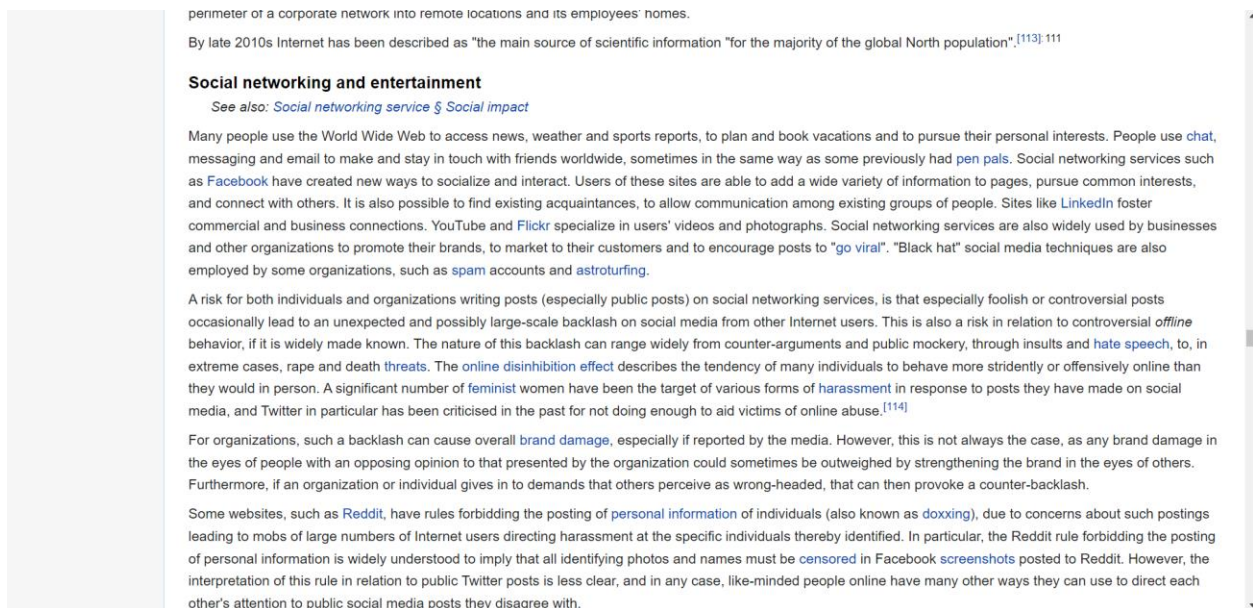 perimeter of a corporate network into remote locations and its employees' homes.
By late 2010s Internet has been described as "the main source of scientific information "for the majority of the global North population".[113]:111
Social networking and entertainment
See also: Social networking service § Social impact
Many people use the World Wide Web to access news, weather and sports reports, to plan and book vacations and to pursue their personal interests. People use chat,
messaging and email to make and stay in touch with friends worldwide, sometimes in the same way as some previously had pen pals. Social networking services such
as Facebook have created new ways to socialize and interact. Users of these sites are able to add a wide variety of information to pages, pursue common interests,
and connect with others. It is also possible to find existing acquaintances, to allow communication among existing groups of people. Sites like LinkedIn foster
commercial and business connections. YouTube and Flickr specialize in users' videos and photographs. Social networking services are also widely used by businesses
and other organizations to promote their brands, to market to their customers and to encourage posts to "go viral". "Black hat" social media techniques are also
employed by some organizations, such as spam accounts and astroturfing.
A risk for both individuals and organizations writing posts (especially public posts) on social networking services, is that especially foolish or controversial posts
occasionally lead to an unexpected and possibly large-scale backlash on social media from other Internet users. This is also a risk in relation to controversial offline
behavior, if it is widely made known. The nature of this backlash can range widely from counter-arguments and public mockery, through insults and hate speech, to, in
extreme cases, rape and death threats. The online disinhibition effect describes the tendency of many individuals to behave more stridently or offensively online than
they would in person. A significant number of feminist women have been the target of various forms of harassment in response to posts they have made on social
media, and Twitter in particular has been criticised in the past for not doing enough to aid victims of online abuse.[114]
For organizations, such a backlash can cause overall brand damage, especially if reported by the media. However, this is not always the case, as any brand damage in
the eyes of people with an opposing opinion to that presented by the organization could sometimes be outweighed by strengthening the brand in the eyes of others.
Furthermore, if an organization or individual gives in to demands that others perceive as wrong-headed, that can then provoke a counter-backlash.
Some websites, such as Reddit, have rules forbidding the posting of personal information of individuals (also known as doxxing), due to concerns about such postings
leading to mobs of large numbers of Internet users directing harassment at the specific individuals thereby identified. In particular, the Reddit rule forbidding the posting
of personal information is widely understood to imply that all identifying photos and names must be censored in Facebook screenshots posted to Reddit. However, the
interpretation of this rule in relation to public Twitter posts is less clear, and in any case, like-minded people online have many other ways they can use to direct each
other's attention to public social media posts they disagree with.